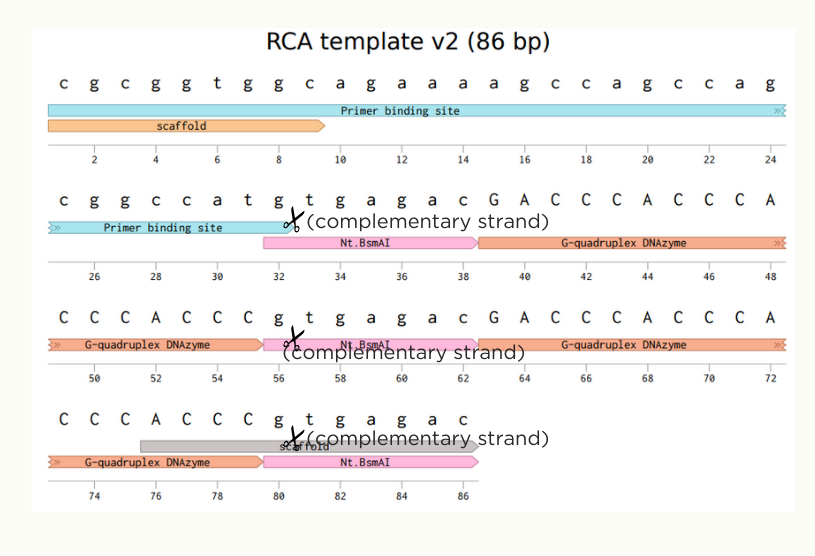 RCA template v2 (86 bp)
c g c g g t g g c a g a a a a g c c a g c c a g
Primer binding site
scaffold
2 4 6 8 10 12 14 16 18 20 22 24
c g g c c a t g t g a g a c G A C C C A C C C A
(complementary strand)
Primer binding site
Nt.BsmAI G-quadruplex DNAzyme
26 28 30 32 34 36 38 40 42 44 46 48
C C C A C C C g t g a g a c G A C C C A C C C A
G-quadruplex DNAzyme Nt.BsmAI G-quadruplex DNAzyme
(complementary strand)
50 52 54 56 58 60 62 64 66 68 70 72
C C C A C C C g t g a g a c
(complementary strand)
scaffold
G-quadruplex DNAzyme Nt.BsmAI
74 76 78 80 82 84 86